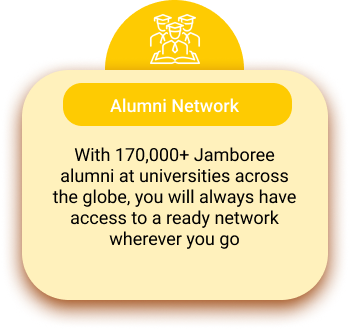 Alumni Network
With 170,000+ Jamboree
alumni at universities across
the globe, you will always have
access to a ready network
wherever you go